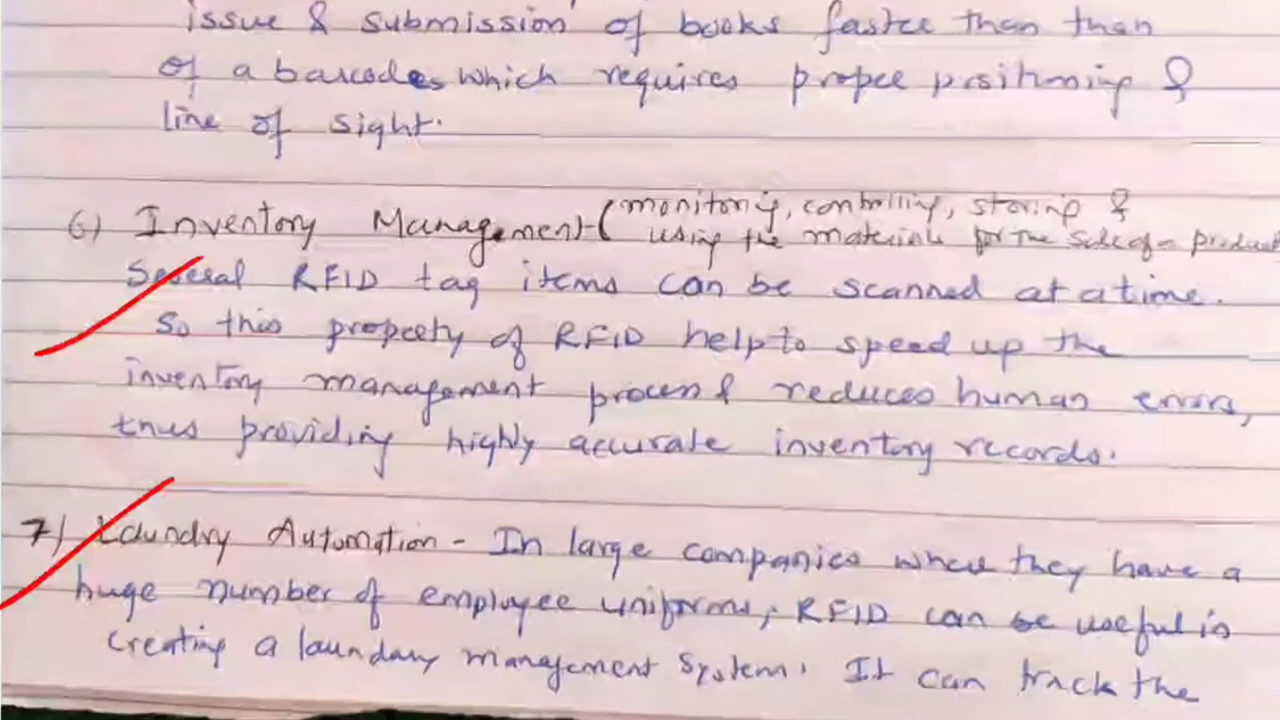 issue & submission of books faster than than
of a barcodes which requires proper positioning &
line of sight.
6) Inventory Management (monitoring, controlling, storing &
using the materials for the sale of a product
Several RFID tag items can be scanned at a time.
So this property of RFID help to speed up the
inventory management process & reduces human errors,
thus providing highly accurate inventory records.
7) Laundry Automation - In large companies where they have a
huge number of employee uniforms, RFID can be useful in
creating a laundary management system. It can track the